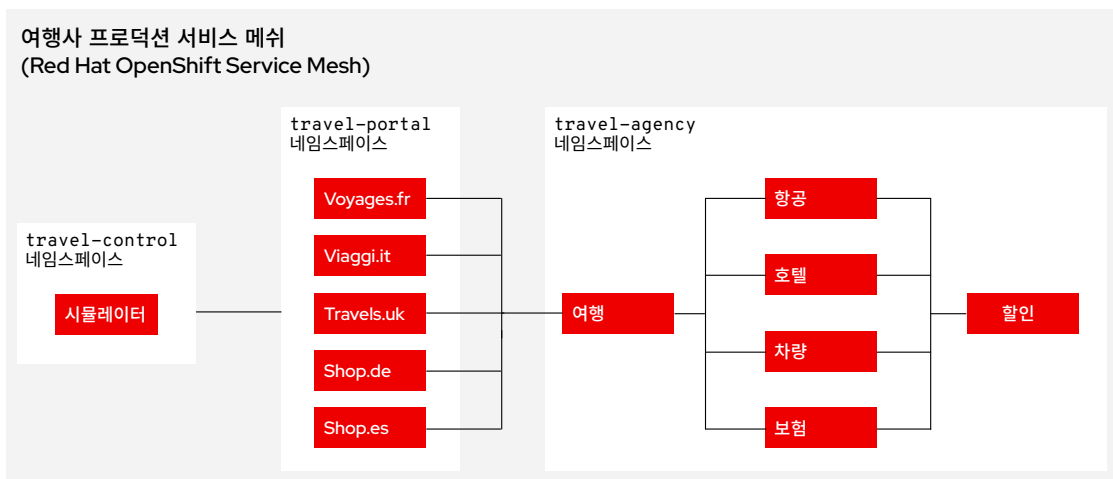 여행사 프로덕션 서비스 메쉬
(Red Hat OpenShift Service Mesh)
travel-control
네임스페이스
시뮬레이터
travel-portal
네임스페이스
Voyages.fr
Viaggi.it
Travels.uk
Shop.de
Shop.es
travel-agency
네임스페이스
여행
항공
호텔
차량
보험
할인